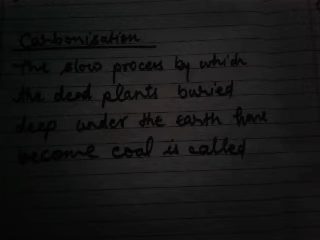 Carbonisation
The slow process by which
the dead plants buried
deep under the earth have
become coal is called